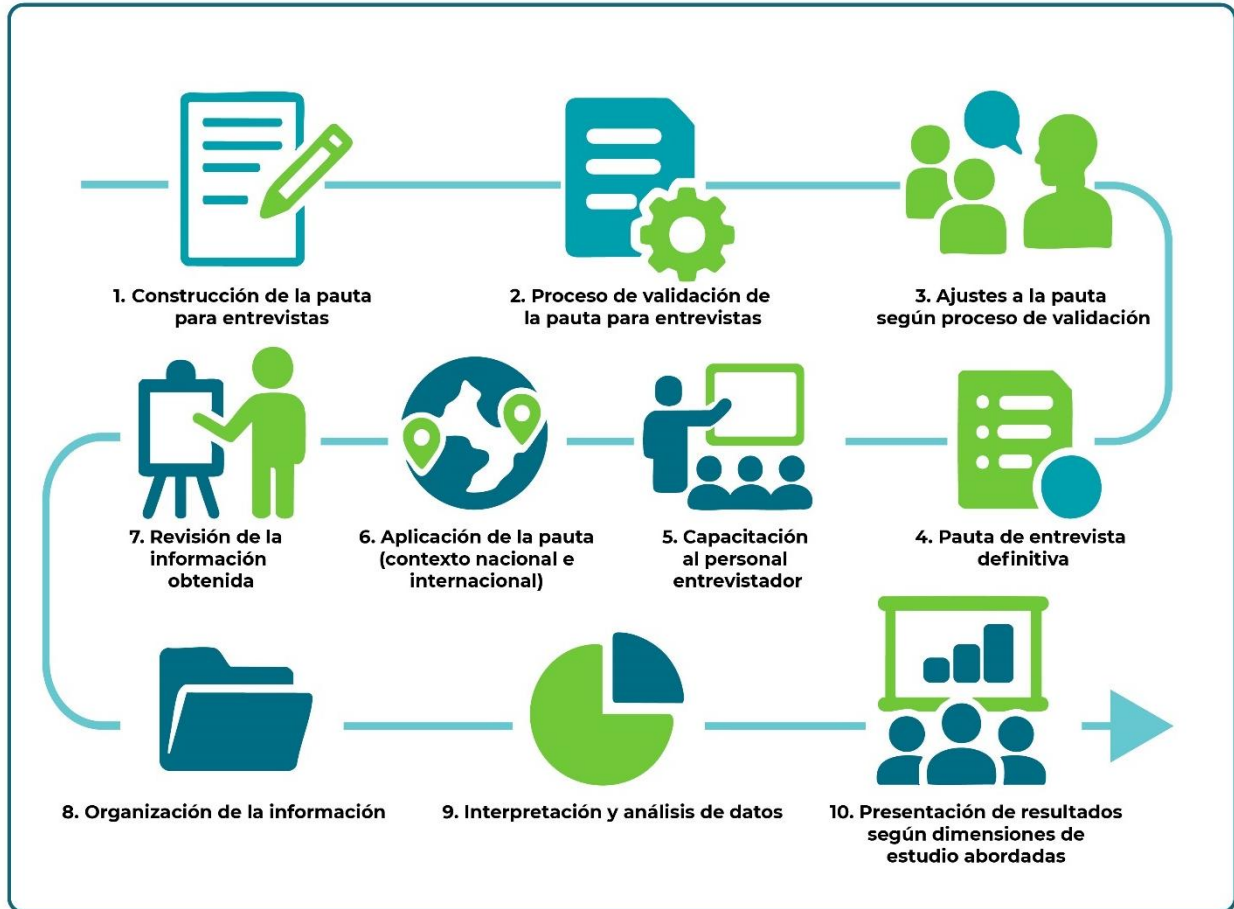 1. Construcción de la pauta
para entrevistas
2. Proceso de validación de
la pauta para entrevistas
3. Ajustes a la pauta
según proceso de validación
4. Pauta de entrevista
definitiva
5. Capacitación
al personal
entrevistador
6. Aplicación de la pauta
(contexto nacional e
internacional)
7. Revisión de la
información
obtenida
8. Organización de la información
9. Interpretación y análisis de datos
10. Presentación de resultados
según dimensiones de
estudio abordadas